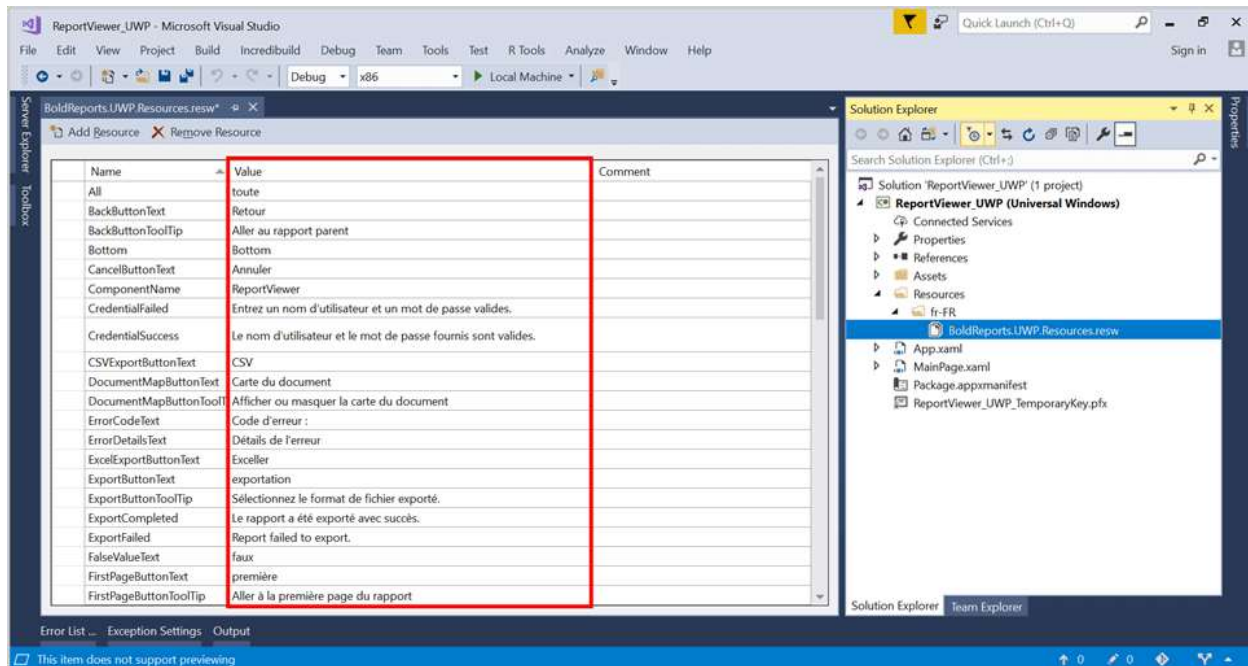 ReportViewer_UWP - Microsoft Visual Studio
Quick Launch (Ctrl+Q)
File Edit View Project Build Incredibuild Debug Team Tools Test R Tools Analyze Window Help
Sign in
Debug x86 Local Machine
Server Explorer
Toolbox
BoldReports.UWP.Resources.resw*
Add Resource Remove Resource
Name Value Comment
All toute
BackButtonText Retour
BackButtonToolTip Aller au rapport parent
Bottom Bottom
CancelButtonText Annuler
ComponentName ReportViewer
CredentialFailed Entrez un nom d'utilisateur et un mot de passe valides.
CredentialSuccess Le nom d'utilisateur et le mot de passe fournis sont valides.
CSVExportButtonText CSV
DocumentMapButtonText Carte du document
DocumentMapButtonToolT Afficher ou masquer la carte du document
ErrorCodeText Code d'erreur :
ErrorDetailsText Détails de l'erreur
ExcelExportButtonText Exceller
ExportButtonText exportation
ExportButtonToolTip Sélectionnez le format de fichier exporté.
ExportCompleted Le rapport a été exporté avec succès.
ExportFailed Report failed to export.
FalseValueText faux
FirstPageButtonText première
FirstPageButtonToolTip Aller à la première page du rapport
Solution Explorer
Search Solution Explorer (Ctrl+;)
Solution 'ReportViewer_UWP' (1 project)
ReportViewer_UWP (Universal Windows)
Connected Services
Properties
References
Assets
Resources
fr-FR
BoldReports.UWP.Resources.resw
App.xaml
MainPage.xaml
Package.appxmanifest
ReportViewer_UWP_TemporaryKey.pfx
Solution Explorer Team Explorer
Properties
Error List ... Exception Settings Output
This item does not support previewing
0 0